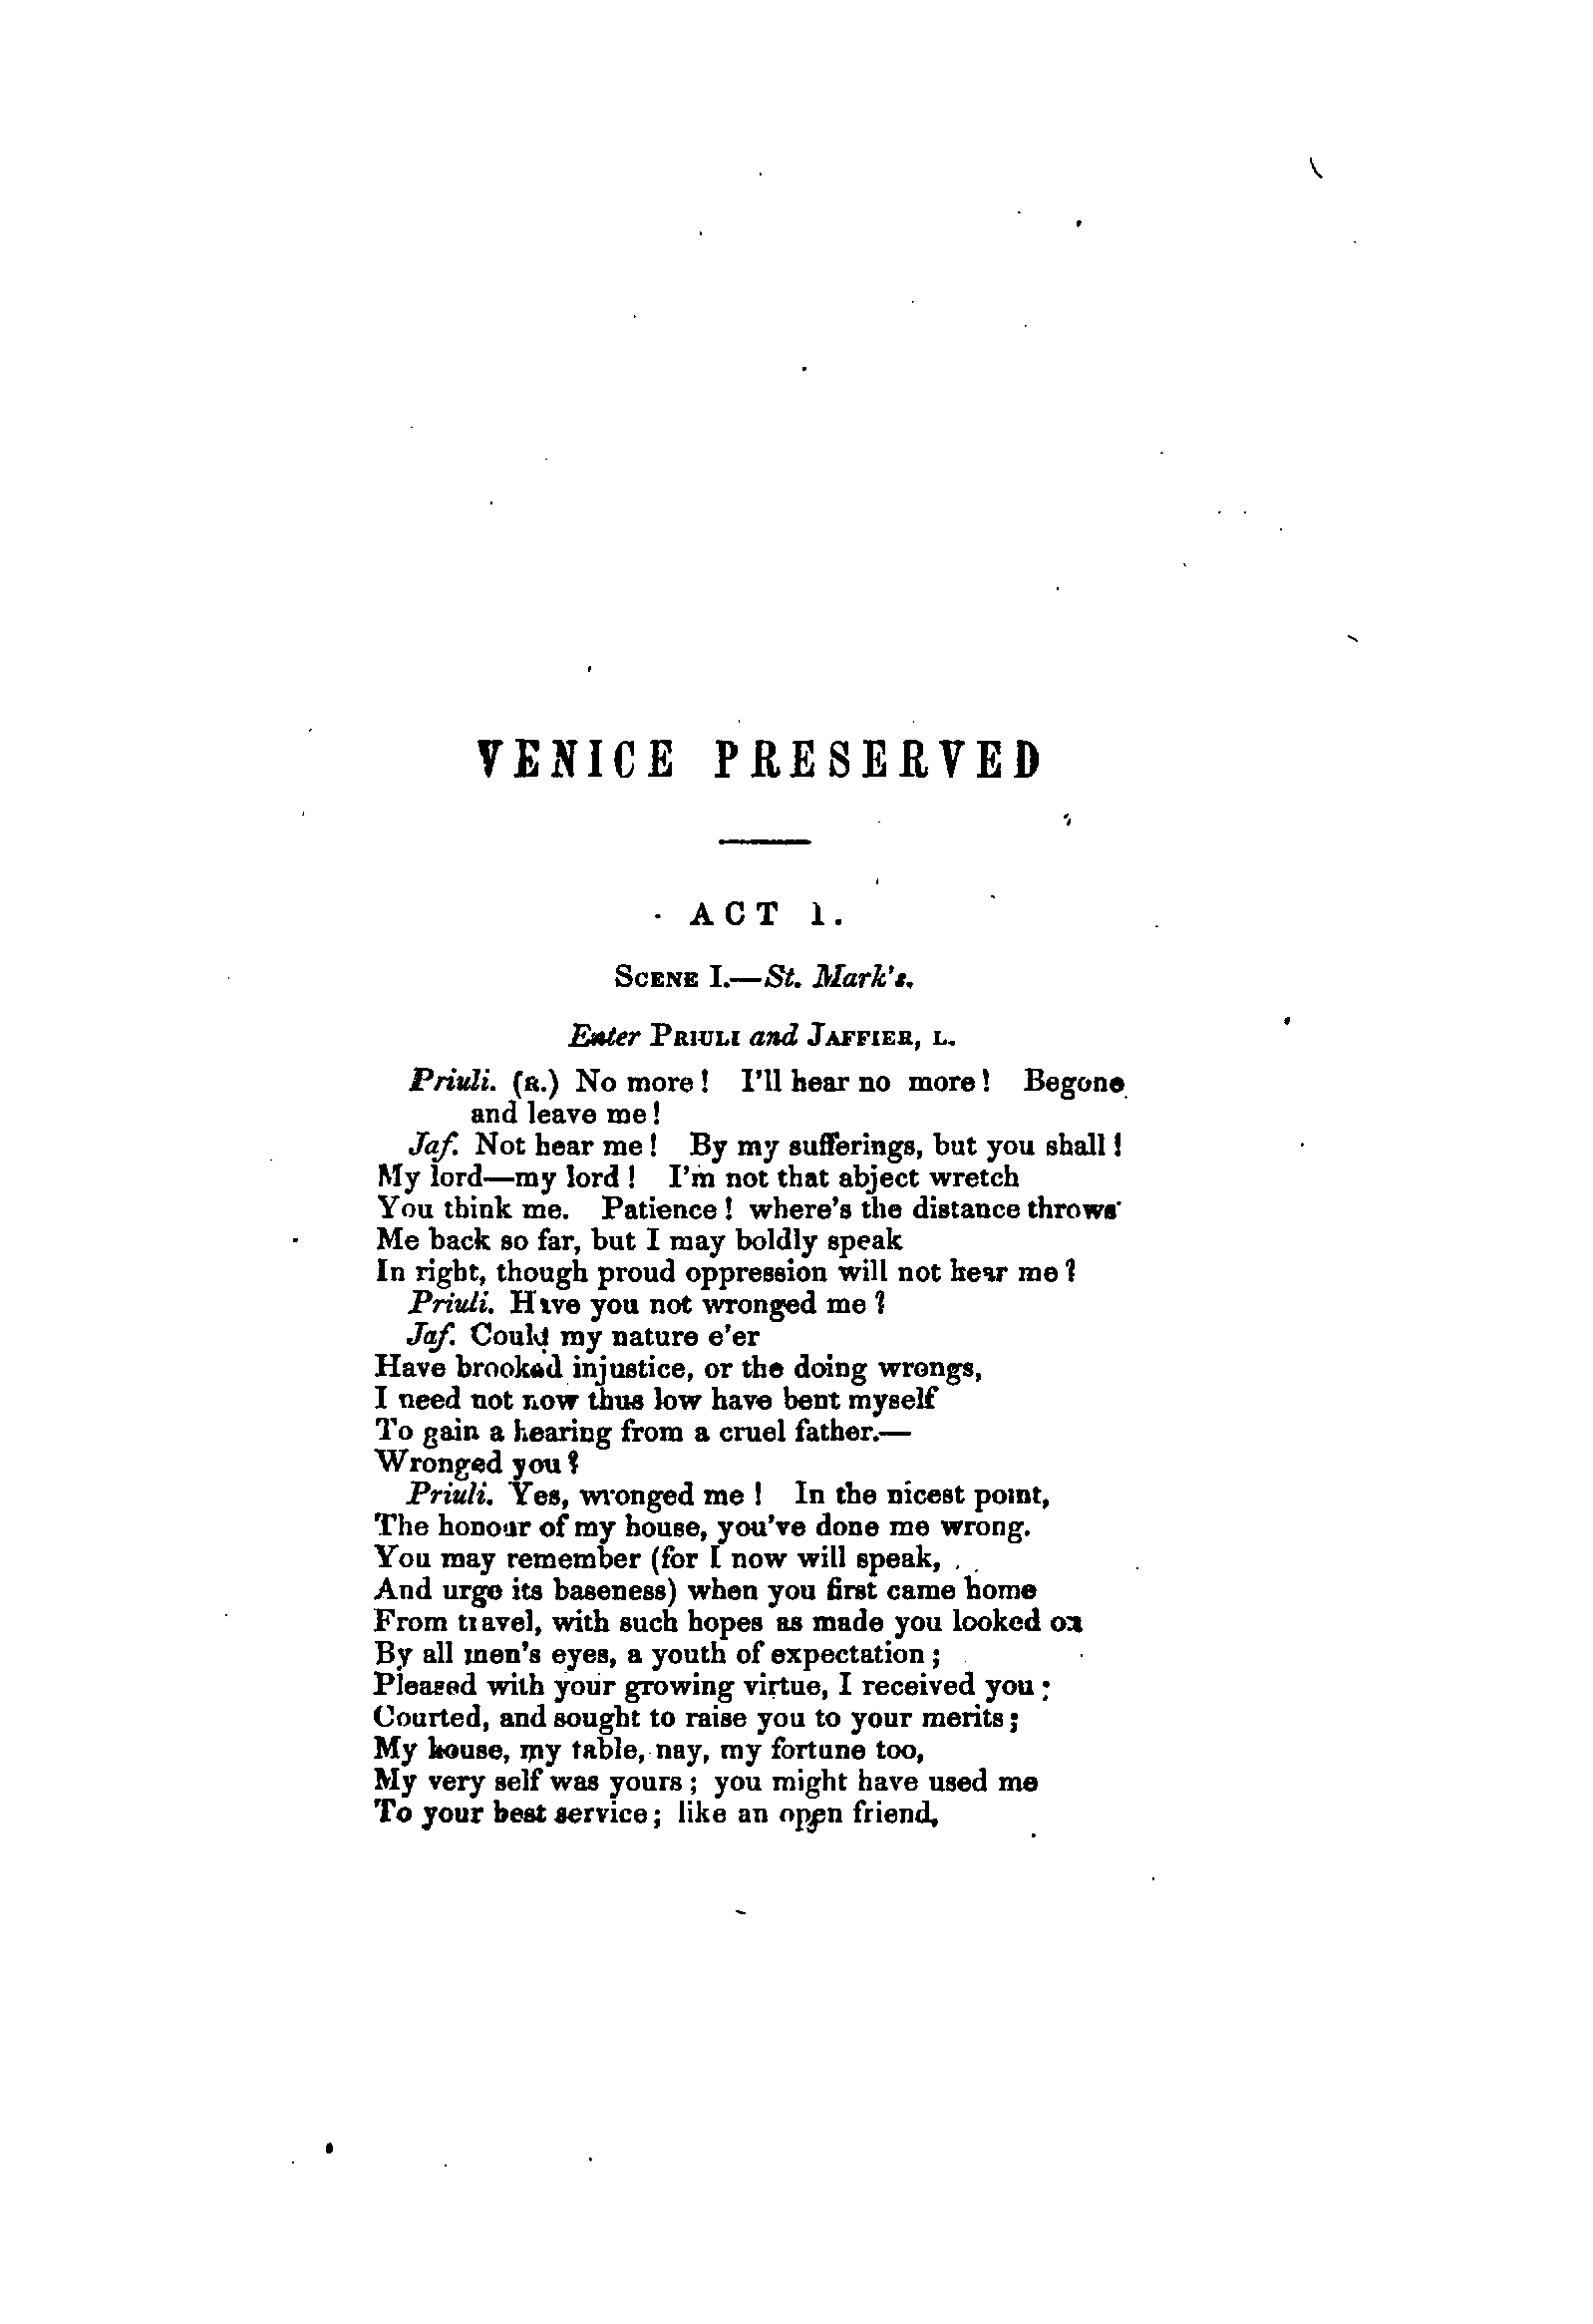 VENICE PRESERVED
ACT 1.
SCENE I.—St. Mark's.
Enter PRIULI and JAFFIER, L.
Priuli. (R.) No more! I'll hear no more! Begone
and leave me!
Jaf. Not hear me! By my sufferings, but you shall!
My lord—my lord! I'm not that abject wretch
You think me. Patience! where's the distance throws
Me back so far, but I may boldly speak
In right, though proud oppression will not hear me?
Priuli. Have you not wronged me?
Jaf. Could my nature e'er
Have brooked injustice, or the doing wrongs,
I need not now thus low have bent myself
To gain a hearing from a cruel father.—
Wronged you?
Priuli. Yes, wronged me! In the nicest point,
The honour of my house, you've done me wrong.
You may remember (for I now will speak,
And urge its baseness) when you first came home
From travel, with such hopes as made you looked on
By all men's eyes, a youth of expectation;
Pleased with your growing virtue, I received you;
Courted, and sought to raise you to your merits;
My house, my table, nay, my fortune too,
My very self was yours; you might have used me
To your best service; like an open friend,